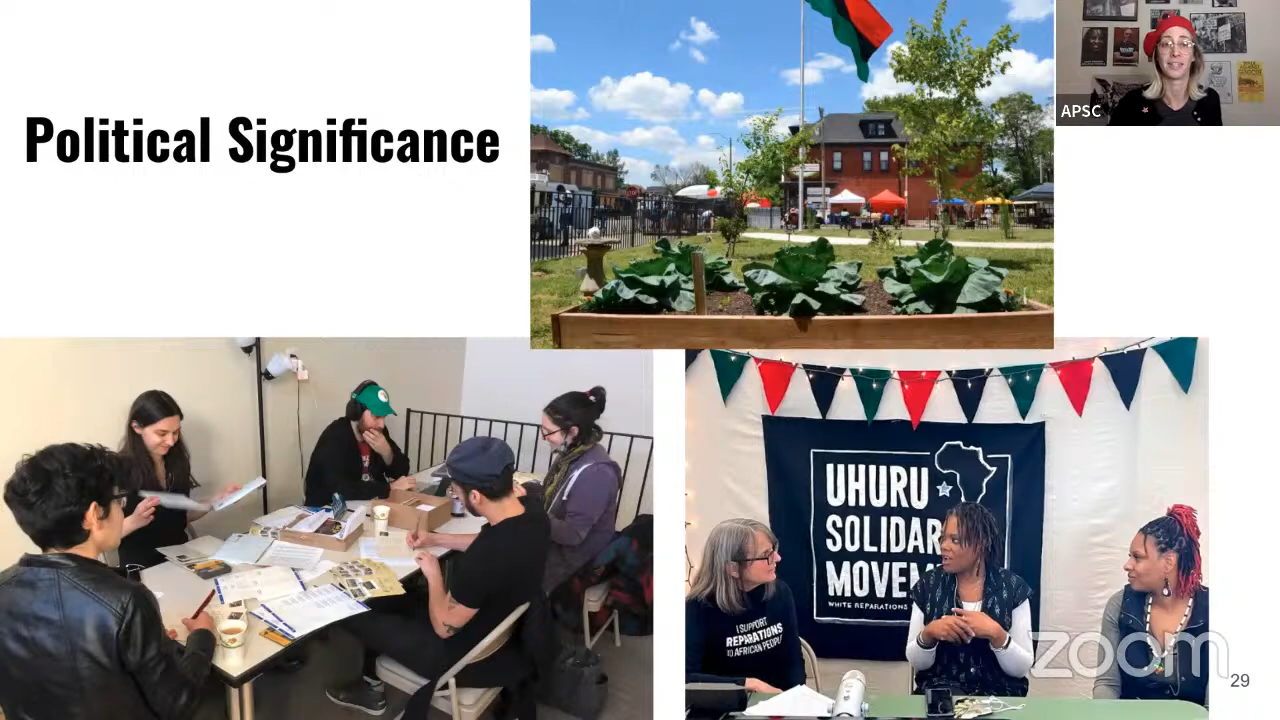 Political Significance
APSC
UHURU
SOLIDAR
MOVEM
WHITE REPARATIONS
I SUPPORT
REPARATIONS
TO AFRICAN PEOPLE
zoom
29